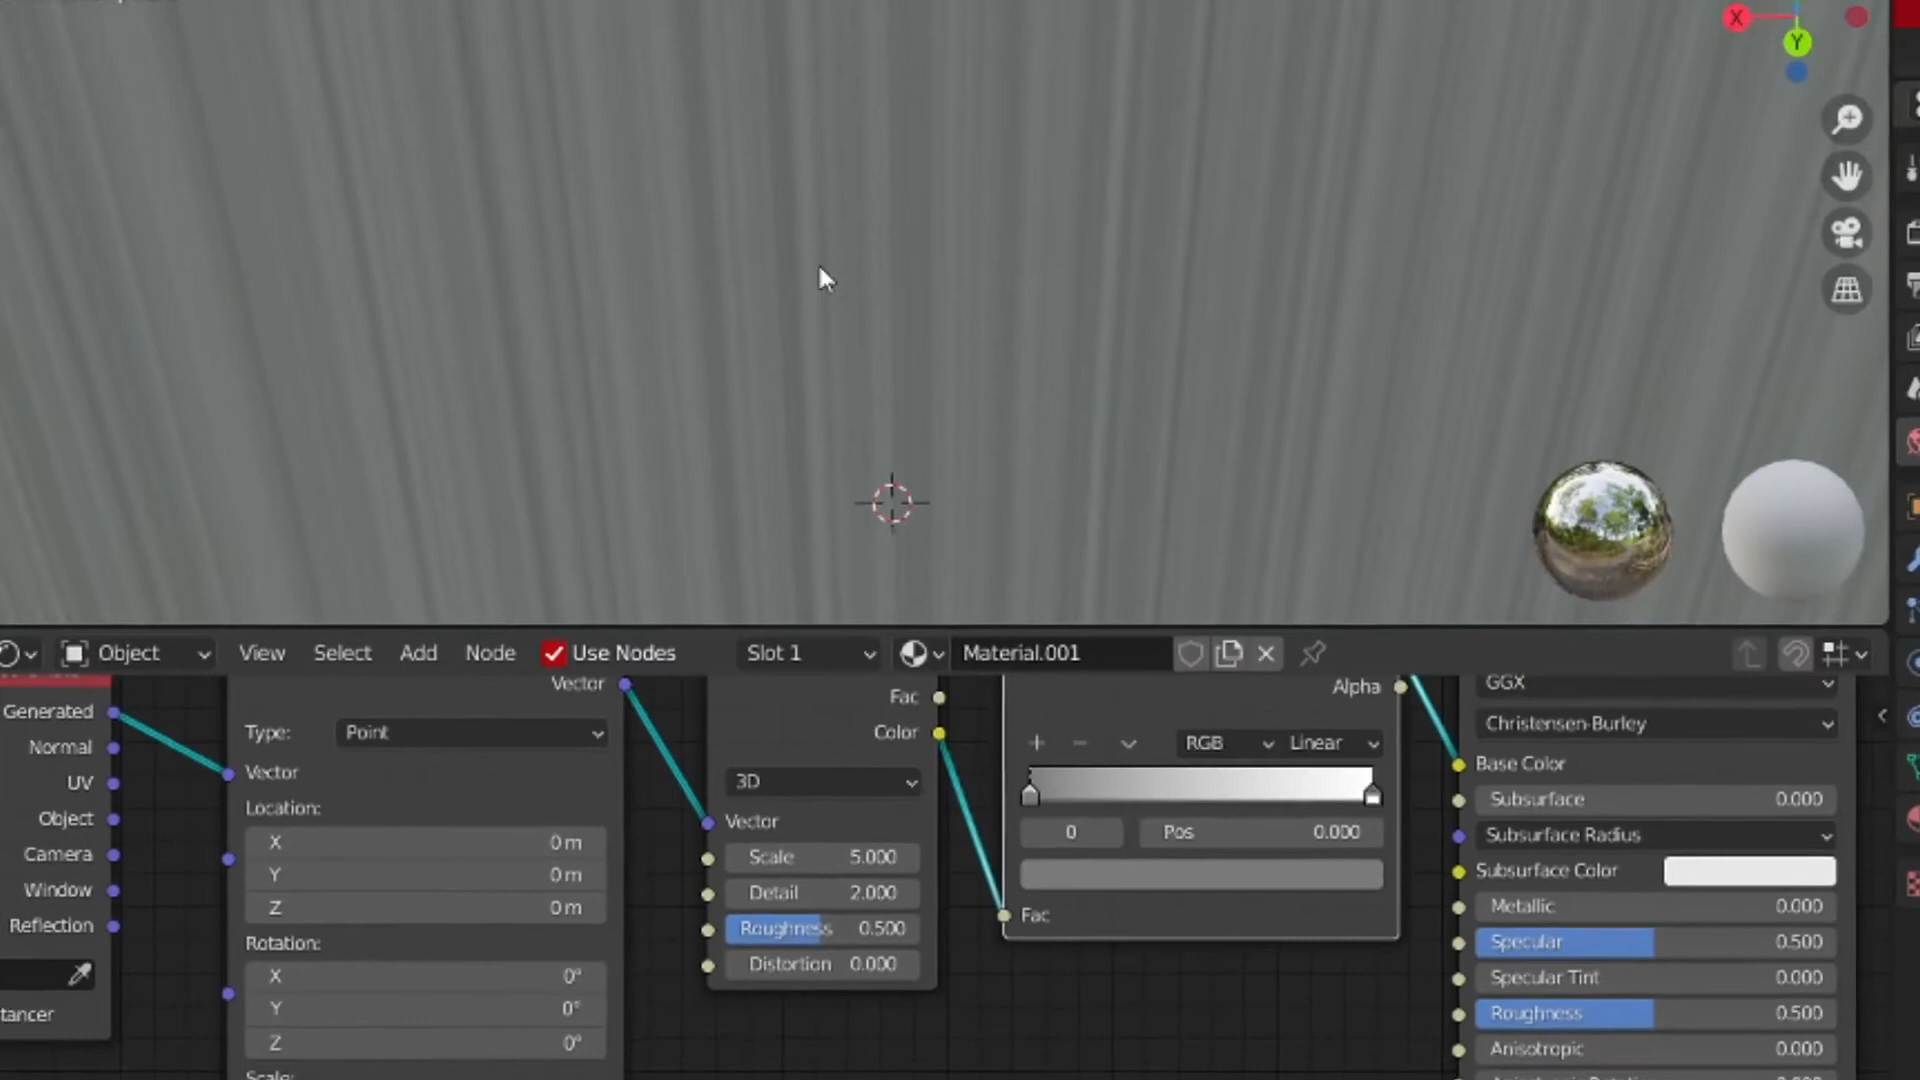 X
Y
Object View Select Add Node Use Nodes Slot 1 Material.001
Generated
Normal
UV
Object
Camera
Window
Reflection
tancer
Vector
Type: Point
Vector
Location:
X 0 m
Y 0 m
Z 0 m
Rotation:
X 0°
Y 0°
Z 0°
Scale:
Fac
Color
3D
Vector
Scale 5.000
Detail 2.000
Roughness 0.500
Distortion 0.000
Alpha
+ − RGB Linear
0 Pos 0.000
Fac
GGX
Christensen-Burley
Base Color
Subsurface 0.000
Subsurface Radius
Subsurface Color
Metallic 0.000
Specular 0.500
Specular Tint 0.000
Roughness 0.500
Anisotropic 0.000